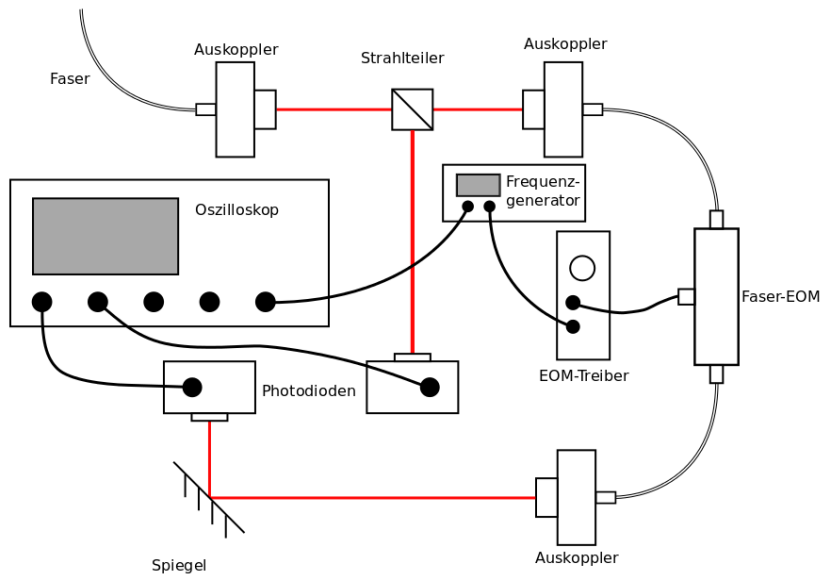 Auskoppler
Strahlteiler
Auskoppler
Faser
Oszilloskop
Frequenz-
generator
Faser-EOM
EOM-Treiber
Photodioden
Spiegel
Auskoppler